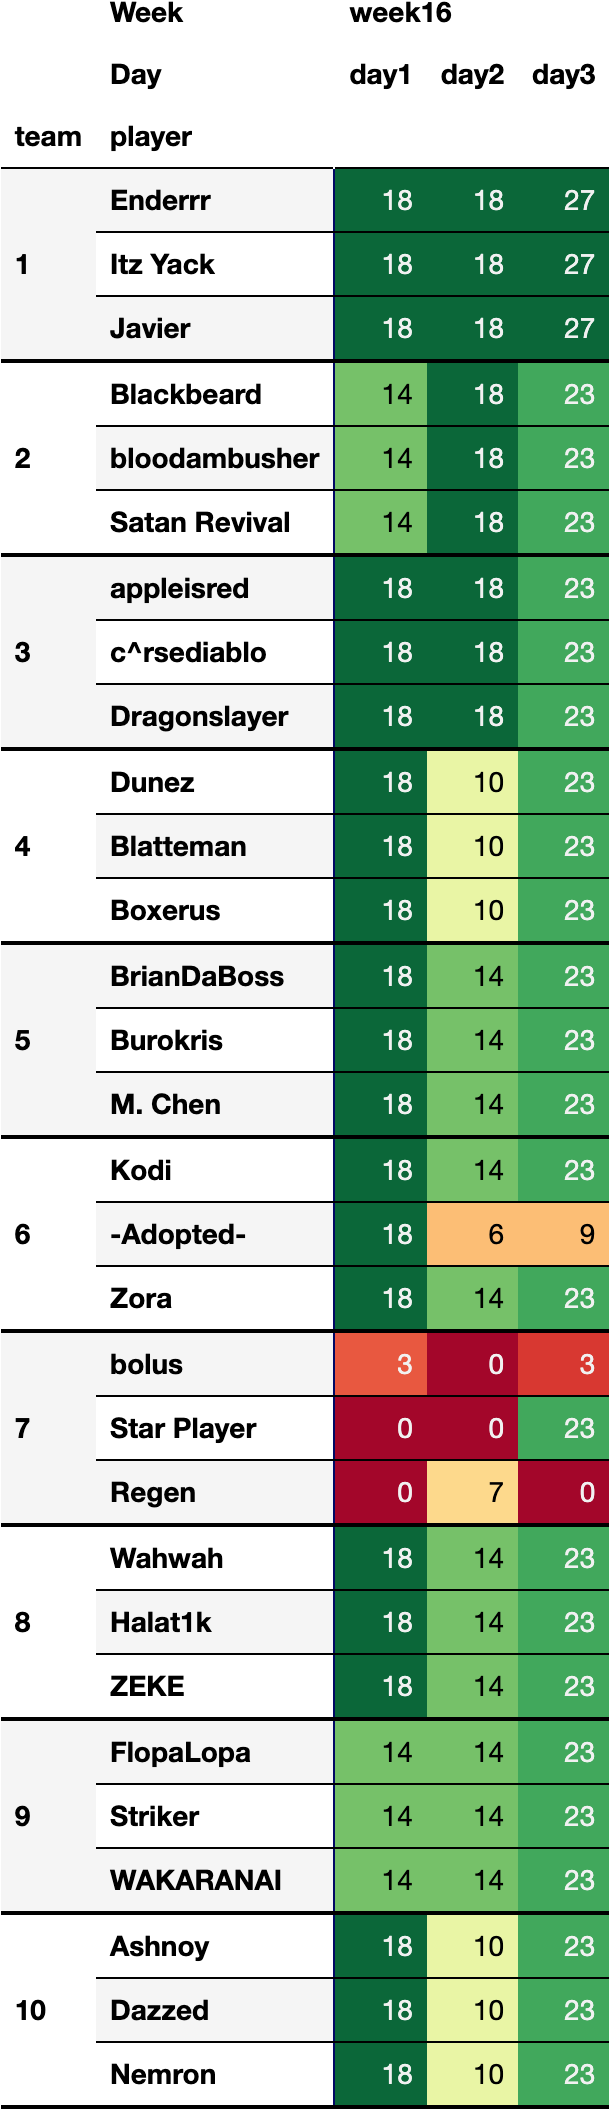 Week week16
Day day1 day2 day3
team player
Enderrr 18 18 27
1 Itz Yack 18 18 27
Javier 18 18 27
Blackbeard 14 18 23
2 bloodambusher 14 18 23
Satan Revival 14 18 23
appleisred 18 18 23
3 c^rsediablo 18 18 23
Dragonslayer 18 18 23
Dunez 18 10 23
4 Blatteman 18 10 23
Boxerus 18 10 23
BrianDaBoss 18 14 23
5 Burokris 18 14 23
M. Chen 18 14 23
Kodi 18 14 23
6 -Adopted- 18 6 9
Zora 18 14 23
bolus 3 0 3
7 Star Player 0 0 23
Regen 0 7 0
Wahwah 18 14 23
8 Halat1k 18 14 23
ZEKE 18 14 23
FlopaLopa 14 14 23
9 Striker 14 14 23
WAKARANAI 14 14 23
Ashnoy 18 10 23
10 Dazzed 18 10 23
Nemron 18 10 23